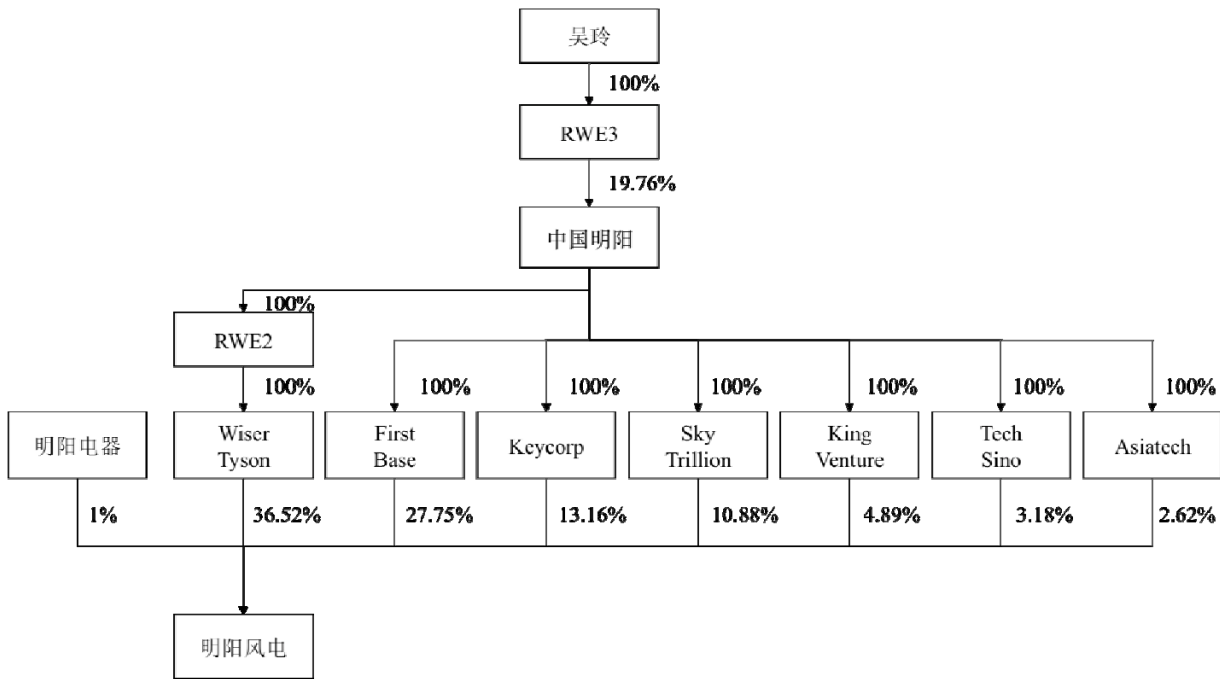 吴玲
100%
RWE3
19.76%
中国明阳
100%
RWE2
100%
100%
100%
100%
100%
100%
100%
明阳电器
Wiser
Tyson
First
Base
Keycorp
Sky
Trillion
King
Venture
Tech
Sino
Asiatech
1%
36.52%
27.75%
13.16%
10.88%
4.89%
3.18%
2.62%
明阳风电